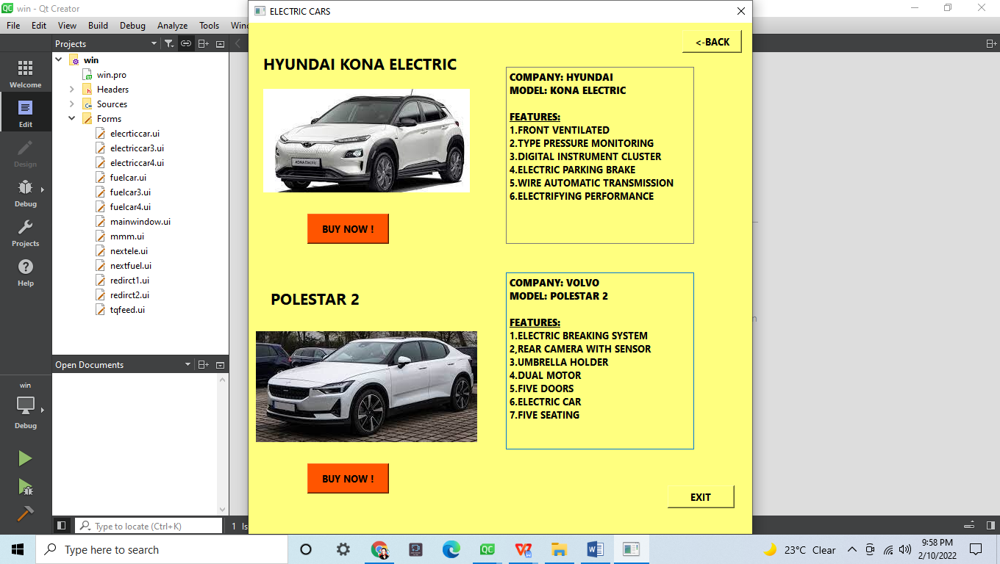 win - Qt Creator
File Edit View Build Debug Analyze Tools Wind
ELECTRIC CARS
<-BACK
Projects
win
win.pro
Headers
Sources
Forms
elecrticcar.ui
electriccar3.ui
electriccar4.ui
fuelcar.ui
fuelcar3.ui
fuelcar4.ui
mainwindow.ui
mmm.ui
nextele.ui
nextfuel.ui
redirct1.ui
redirct2.ui
tqfeed.ui
Open Documents
Welcome
Edit
Design
Debug
Projects
Help
win
Debug
HYUNDAI KONA ELECTRIC
KONA Electric
BUY NOW !
COMPANY: HYUNDAI
MODEL: KONA ELECTRIC
FEATURES:
1.FRONT VENTILATED
2.TYPE PRESSURE MONITORING
3.DIGITAL INSTRUMENT CLUSTER
4.ELECTRIC PARKING BRAKE
5.WIRE AUTOMATIC TRANSMISSION
6.ELECTRIFYING PERFORMANCE
POLESTAR 2
BUY NOW !
COMPANY: VOLVO
MODEL: POLESTAR 2
FEATURES:
1.ELECTRIC BREAKING SYSTEM
2,REAR CAMERA WITH SENSOR
3.UMBRELLA HOLDER
4.DUAL MOTOR
5.FIVE DOORS
6.ELECTRIC CAR
7.FIVE SEATING
EXIT
Type to locate (Ctrl+K)
1 Is
Type here to search
23°C Clear
9:58 PM
2/10/2022